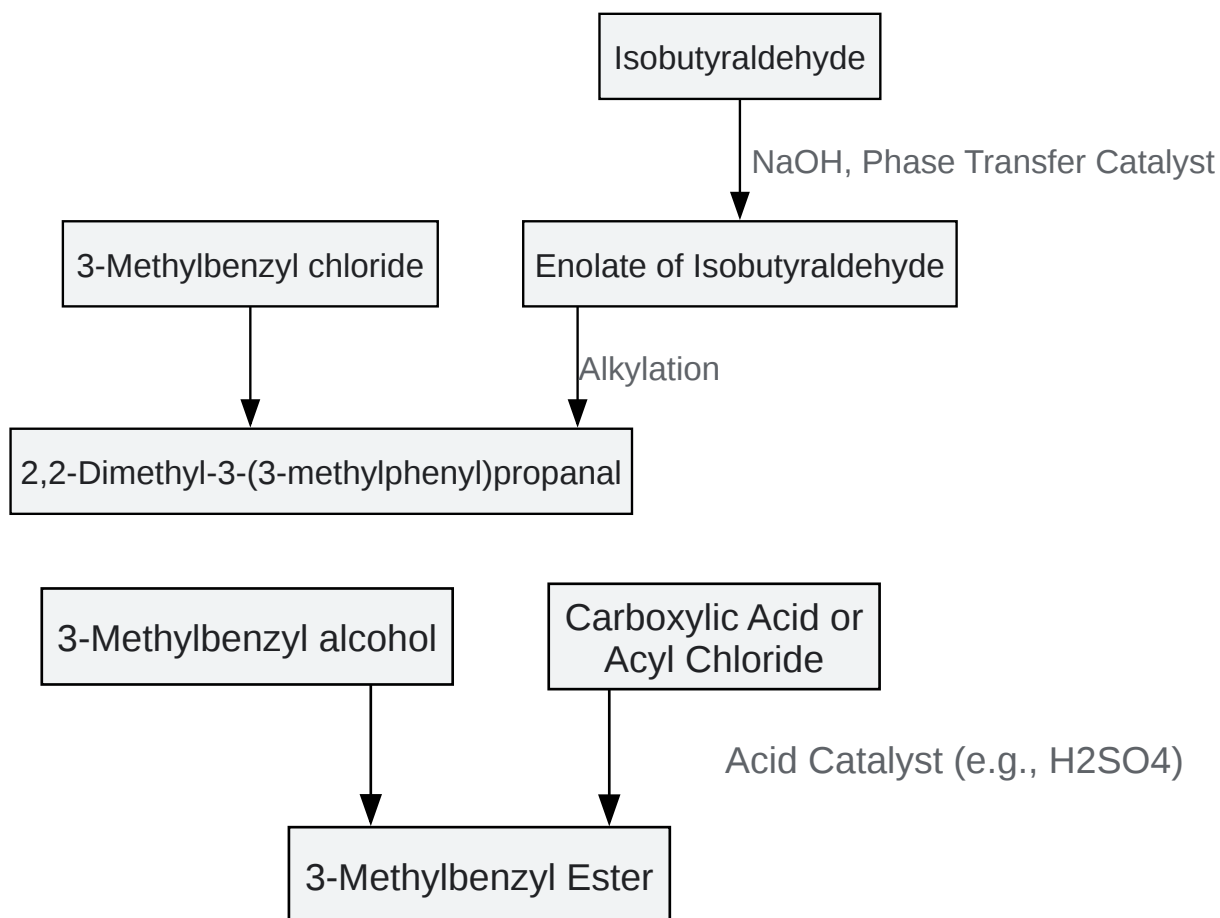 Isobutyraldehyde
NaOH, Phase Transfer Catalyst
3-Methylbenzyl chloride
Enolate of Isobutyraldehyde
Alkylation
2,2-Dimethyl-3-(3-methylphenyl)propanal
3-Methylbenzyl alcohol
Carboxylic Acid or
Acyl Chloride
Acid Catalyst (e.g., H2SO4)
3-Methylbenzyl Ester